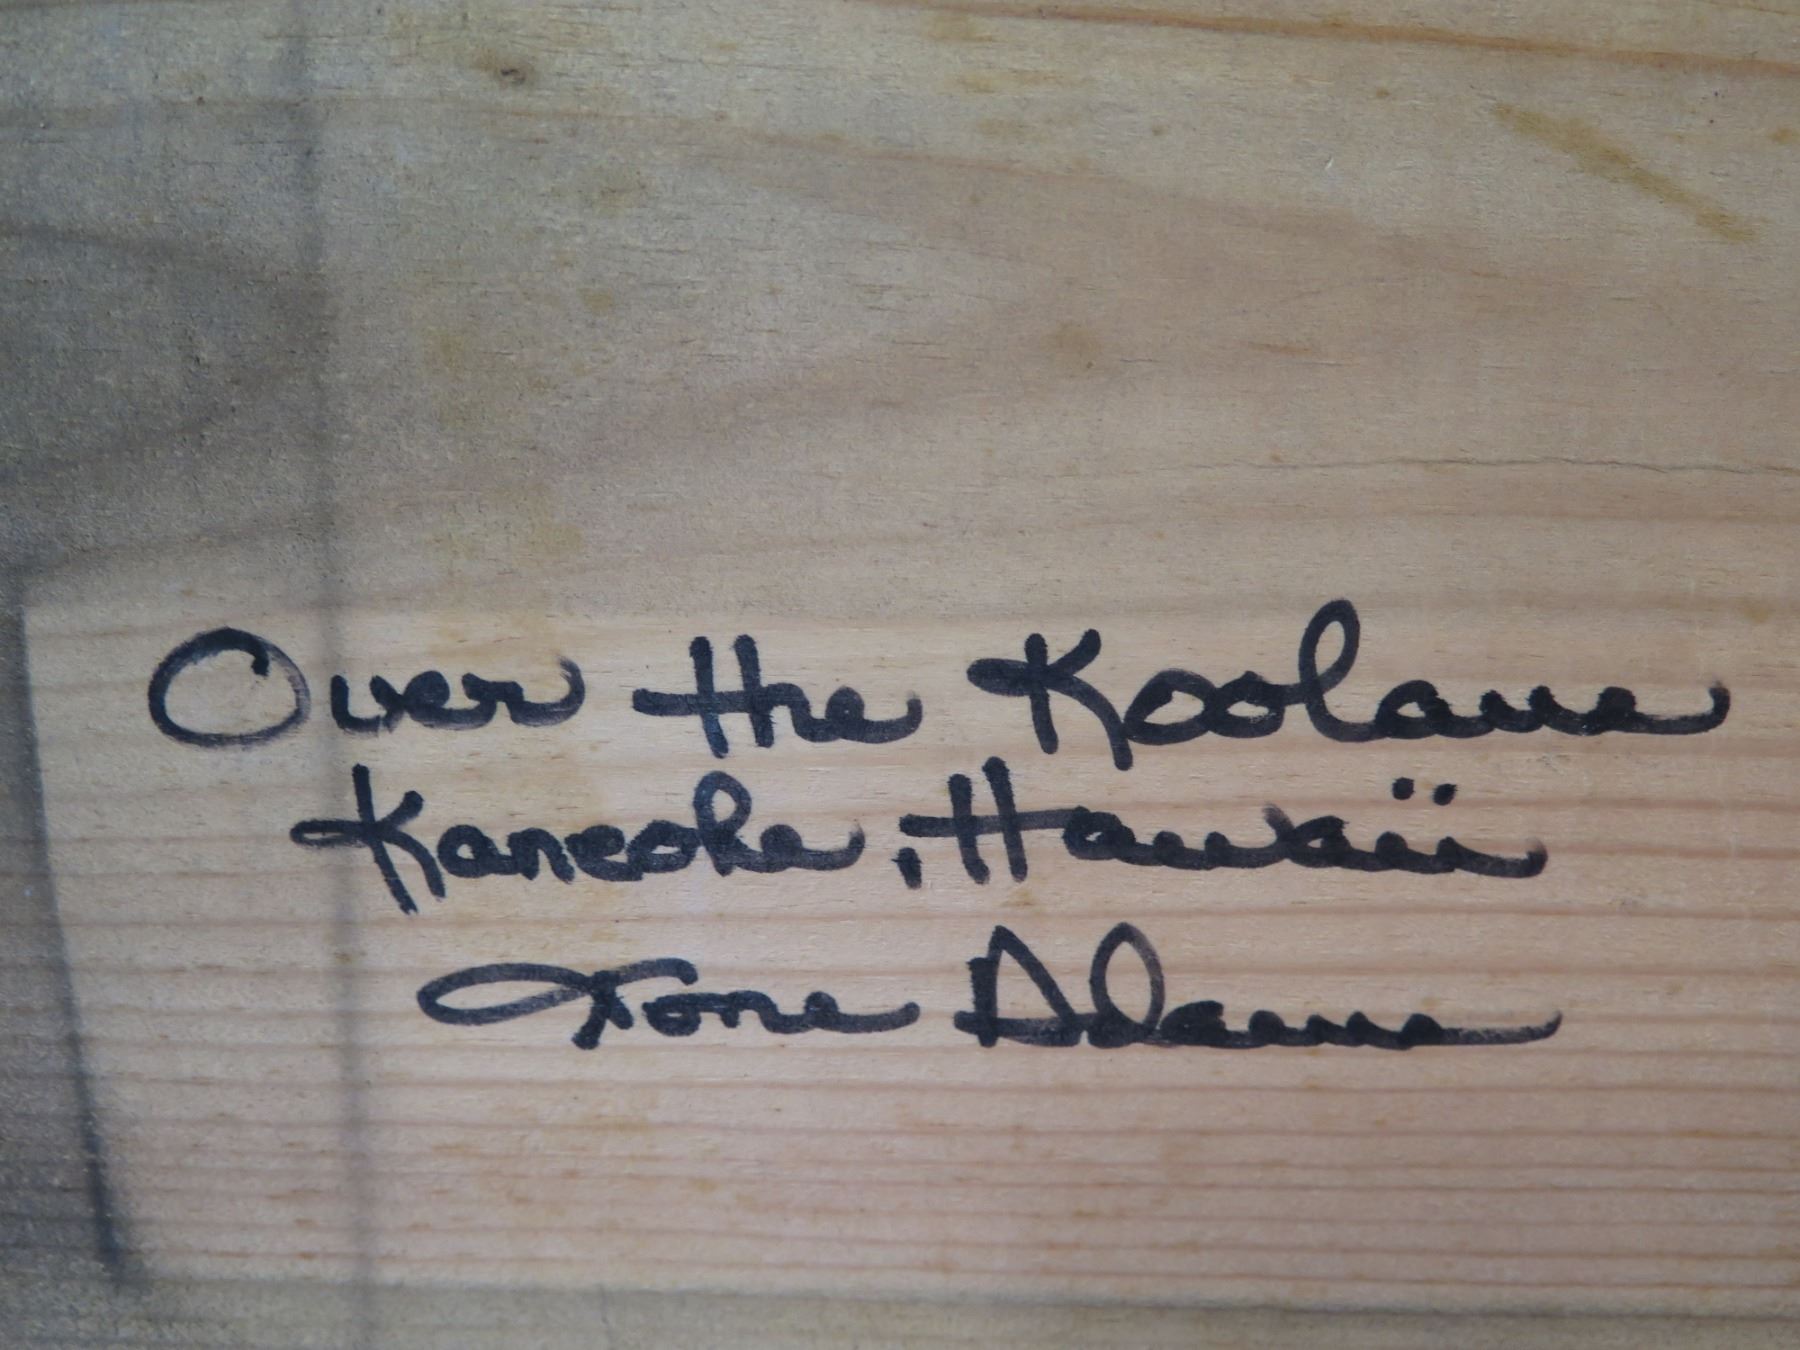 Over the Koolaus
Kaneohe, Hawaii
Adams